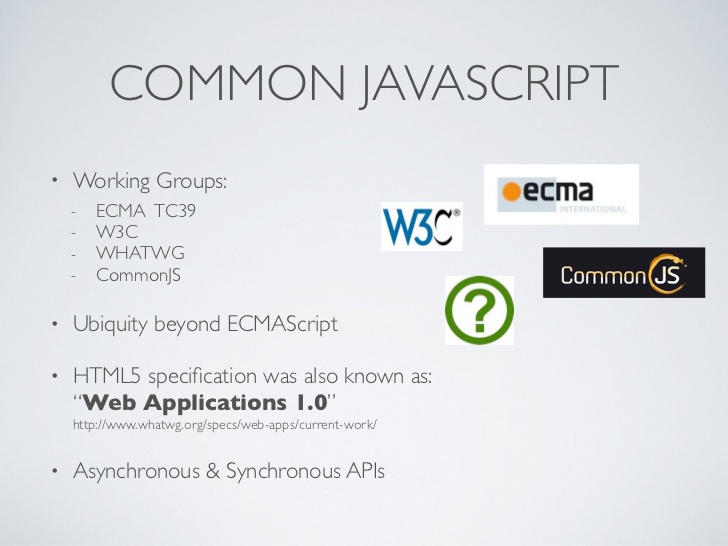 COMMON JAVASCRIPT
• Working Groups:
- ECMA TC39
- W3C
- WHATWG
- CommonJS
ecma
INTERNATIONAL
W3C®
CommonJS
?
• Ubiquity beyond ECMAScript
• HTML5 specification was also known as:
“Web Applications 1.0”
http://www.whatwg.org/specs/web-apps/current-work/
• Asynchronous & Synchronous APIs